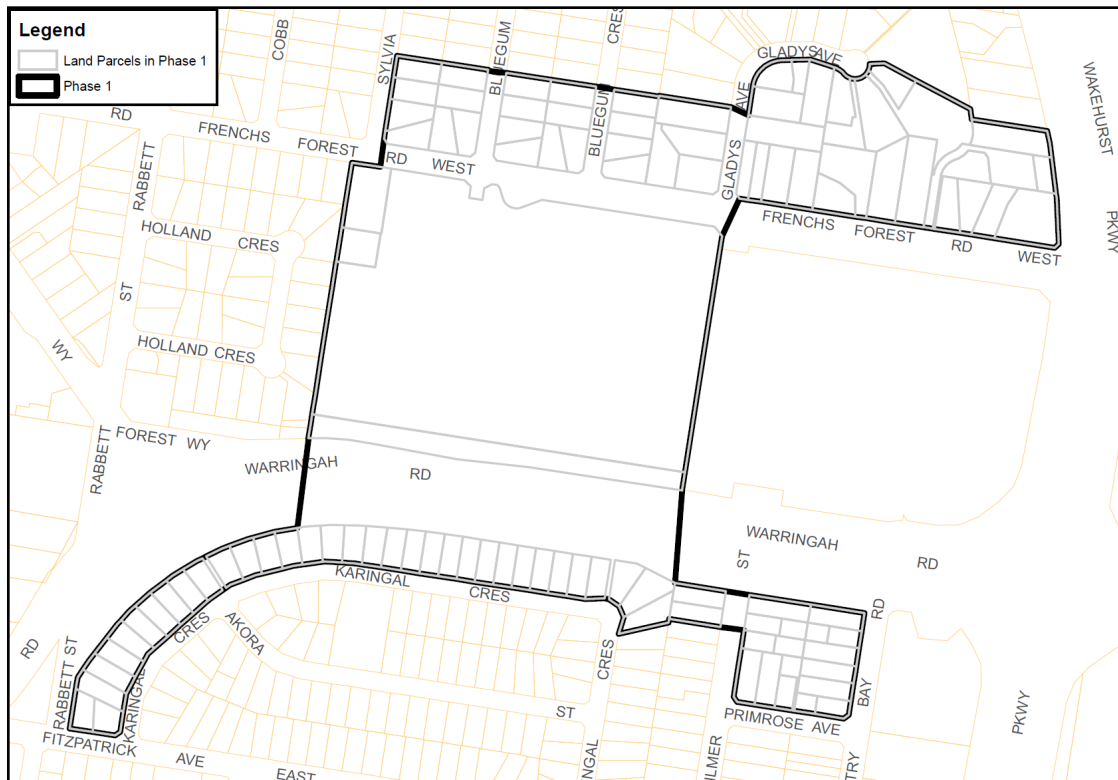 Legend
Land Parcels in Phase 1
Phase 1
COBB
SYLVIA
BLUEGUM
CRES
GLADYS AVE
WAKEHURST
PKWY
RD
FRENCHS FOREST RD WEST
RABBETT
ST
BLUEGUM
GLADYS
AVE
FRENCHS FOREST RD WEST
HOLLAND CRES
HOLLAND CRES
WY
FOREST WY
RABBETT
WARRINGAH RD
WARRINGAH RD
ST
KARINGAL CRES
CRES
AKORA
ST
RD
RABBETT ST
KARINGAL
FITZPATRICK
AVE
EAST
CRES
NGAL
ILMER
PRIMROSE AVE
RD
BAY
TRY
PKWY